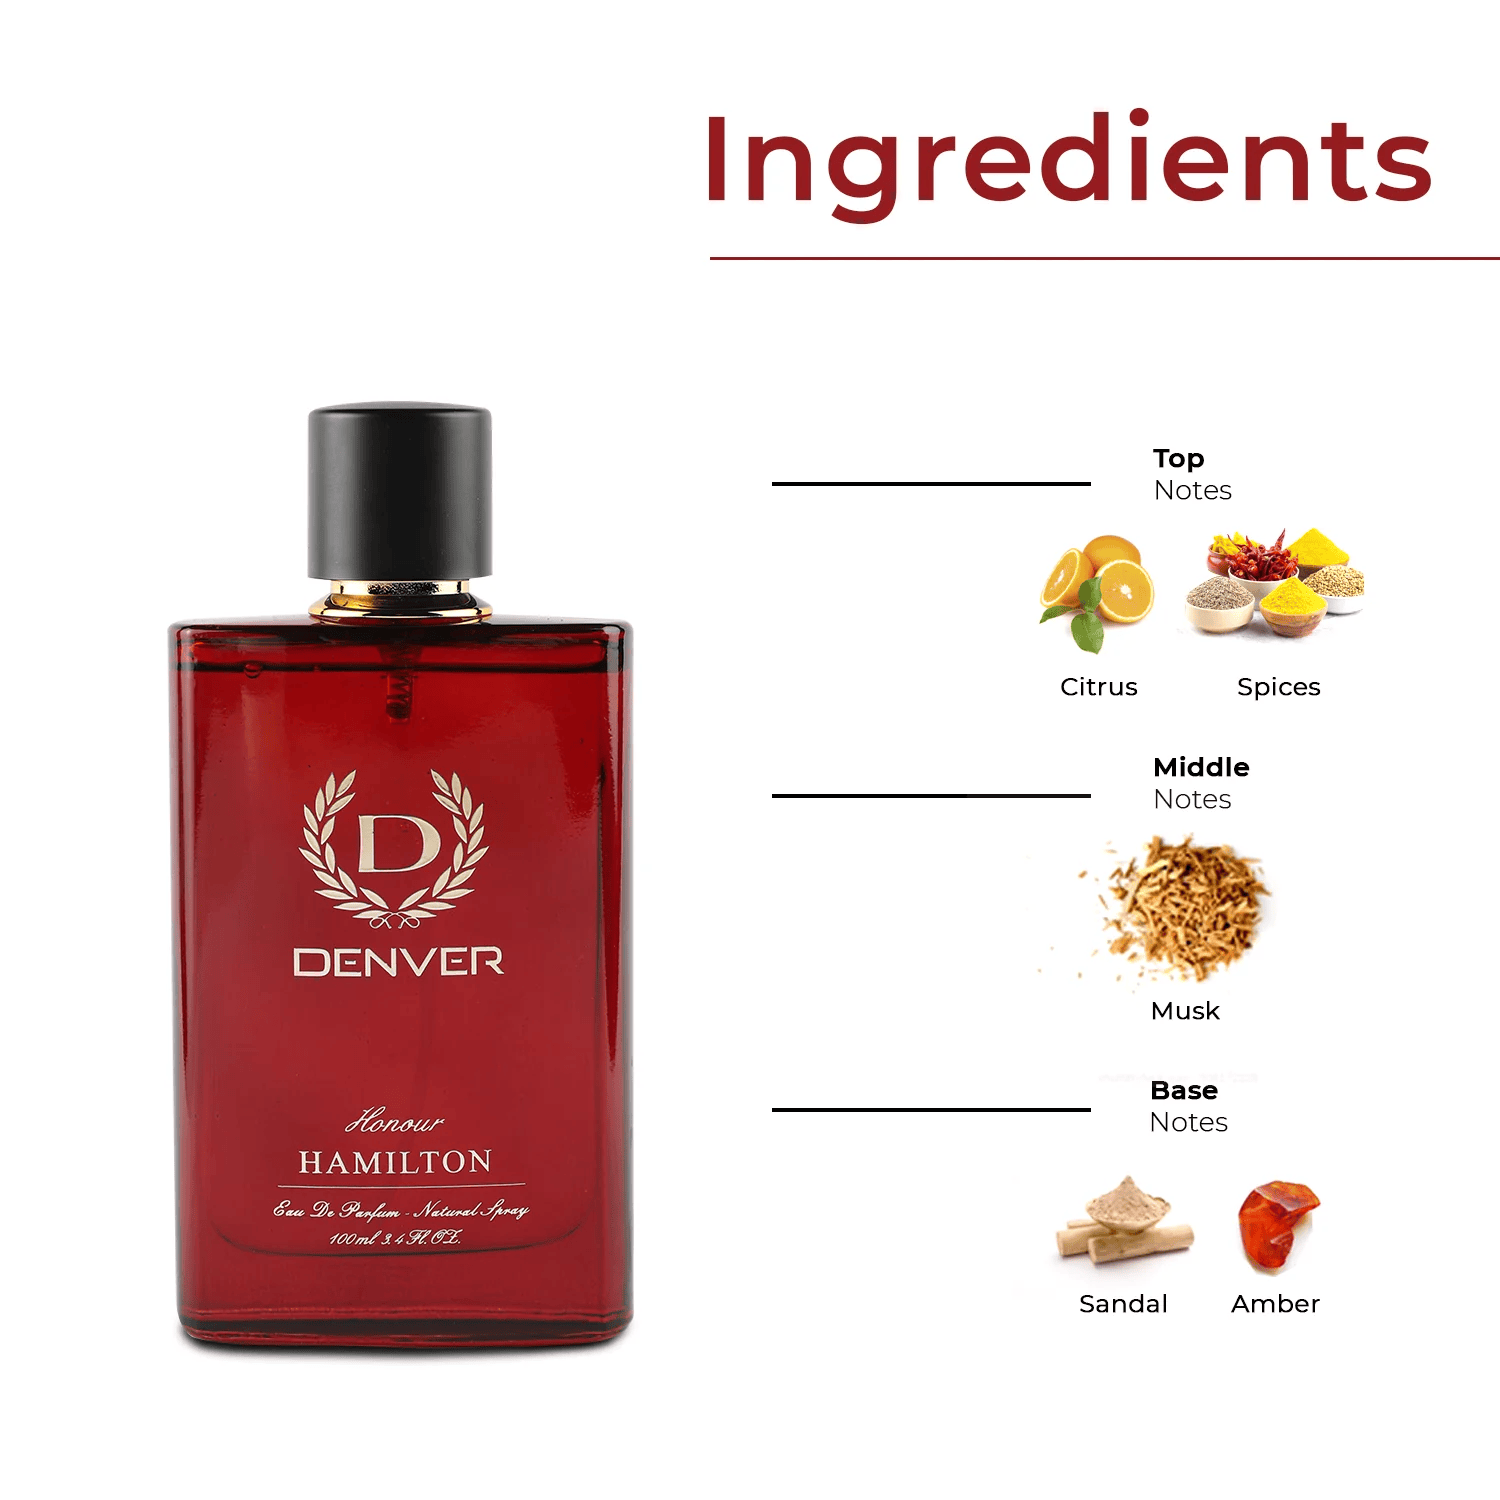 Ingredients
Top
Notes
Citrus
Spices
Middle
Notes
Musk
Base
Notes
Sandal
Amber
D
DENVER
Honour
HAMILTON
Eau De Parfum - Natural Spray
100ml 3.4 Fl. OZ.